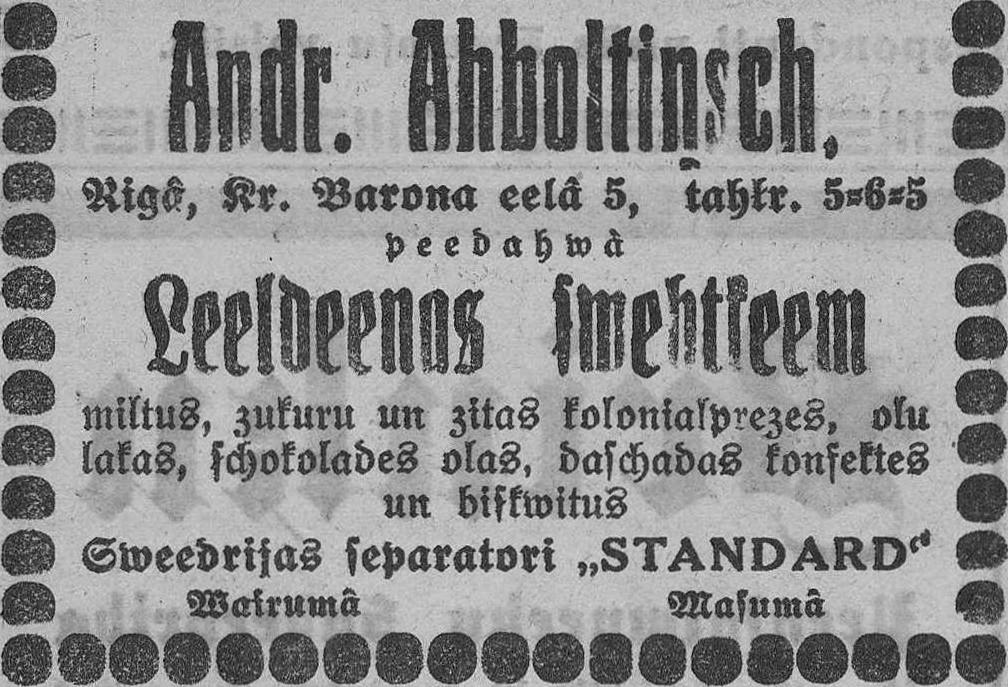 Andr. Ahboltiņsch,
Rigâ, Kr. Barona eelâ 5, tahlr. 5-6-5
peedahwâ
Leeldeenas swehtkeem
miltus, zukuru un zitas kolonialprezes, olu
lakas, schokolades olas, daschadas konfektes
un biskwitus
Sweedrijas separatori „STANDARD“
Wairumâ Masumâ